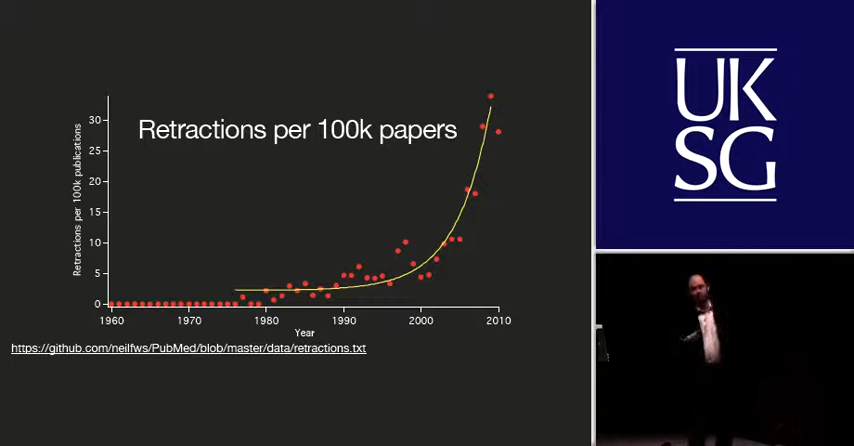 Retractions per 100k papers
Retractions per 100k publications
30
25
20
15
10
5
0
1960
1970
1980
1990
2000
2010
Year
https://github.com/neilfws/PubMed/blob/master/data/retractions.txt
UK
SG